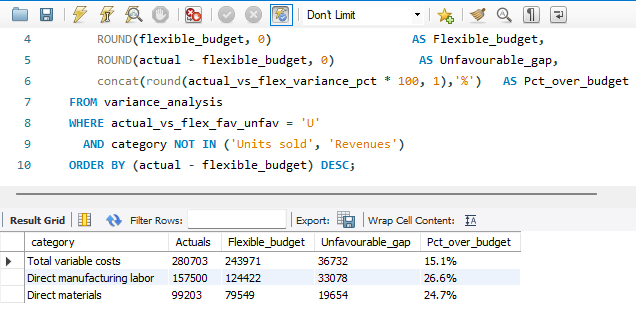 Don't Limit
4 ROUND(flexible_budget, 0) AS Flexible_budget,
5 ROUND(actual - flexible_budget, 0) AS Unfavourable_gap,
6 concat(round(actual_vs_flex_variance_pct * 100, 1),'%') AS Pct_over_budget
7 FROM variance_analysis
8 WHERE actual_vs_flex_fav_unfav = 'U'
9 AND category NOT IN ('Units sold', 'Revenues')
10 ORDER BY (actual - flexible_budget) DESC;
Result Grid Filter Rows: Export: Wrap Cell Content:
category Actuals Flexible_budget Unfavourable_gap Pct_over_budget
Total variable costs 280703 243971 36732 15.1%
Direct manufacturing labor 157500 124422 33078 26.6%
Direct materials 99203 79549 19654 24.7%